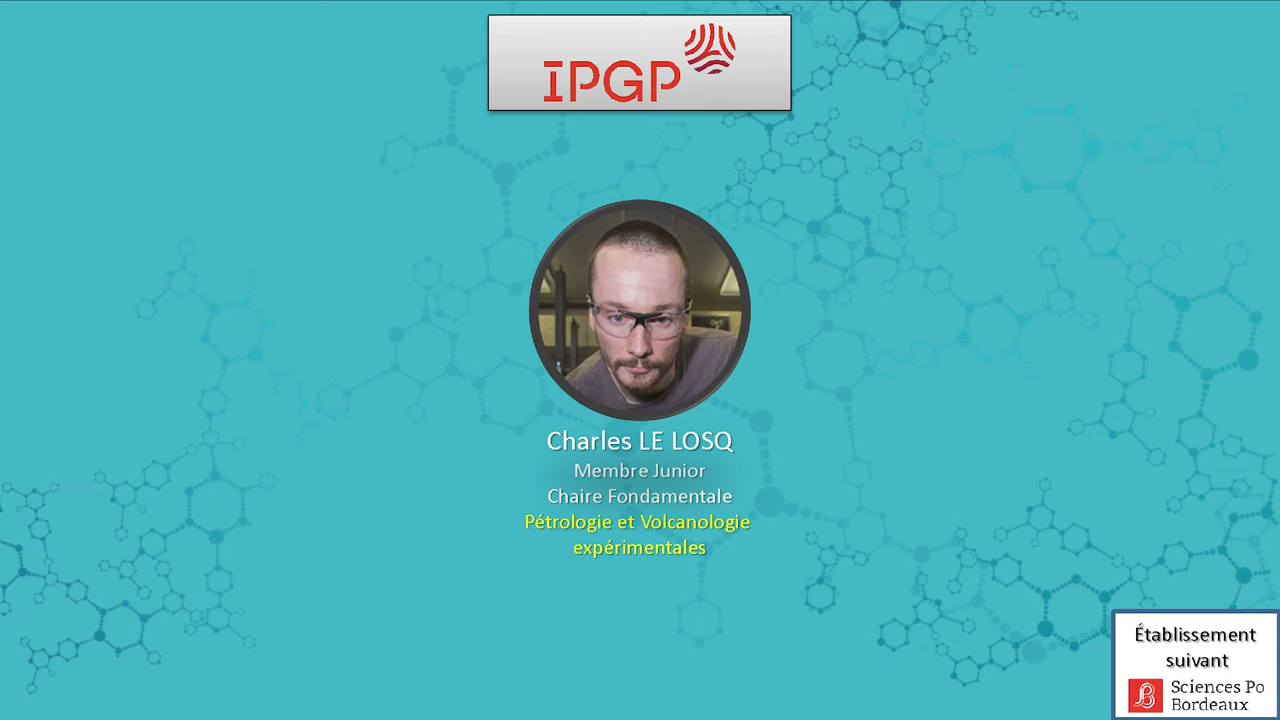 IPGP
Charles LE LOSQ
Membre Junior
Chaire Fondamentale
Pétrologie et Volcanologie
expérimentales
Établissement
suivant
Sciences Po
Bordeaux